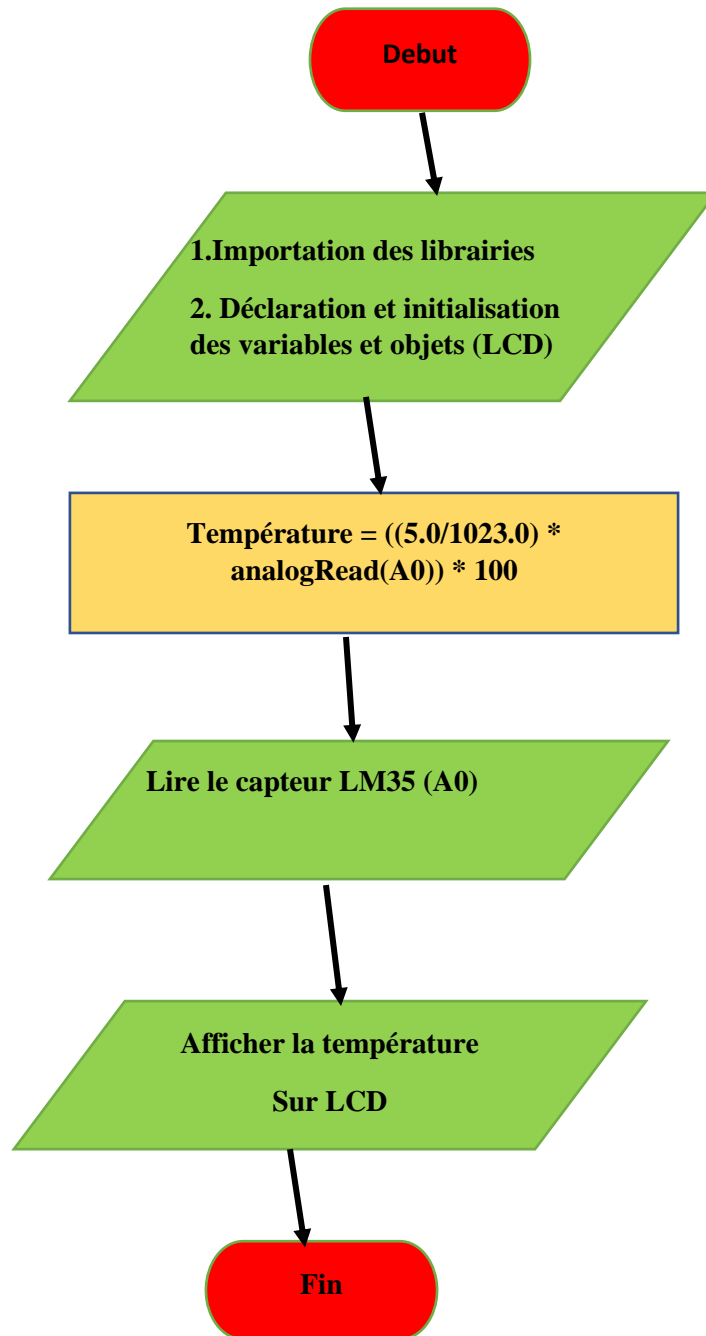 Debut
1.Importation des librairies
2. Déclaration et initialisation
des variables et objets (LCD)
Température = ((5.0/1023.0) *
analogRead(A0)) * 100
Lire le capteur LM35 (A0)
Afficher la température
Sur LCD
Fin